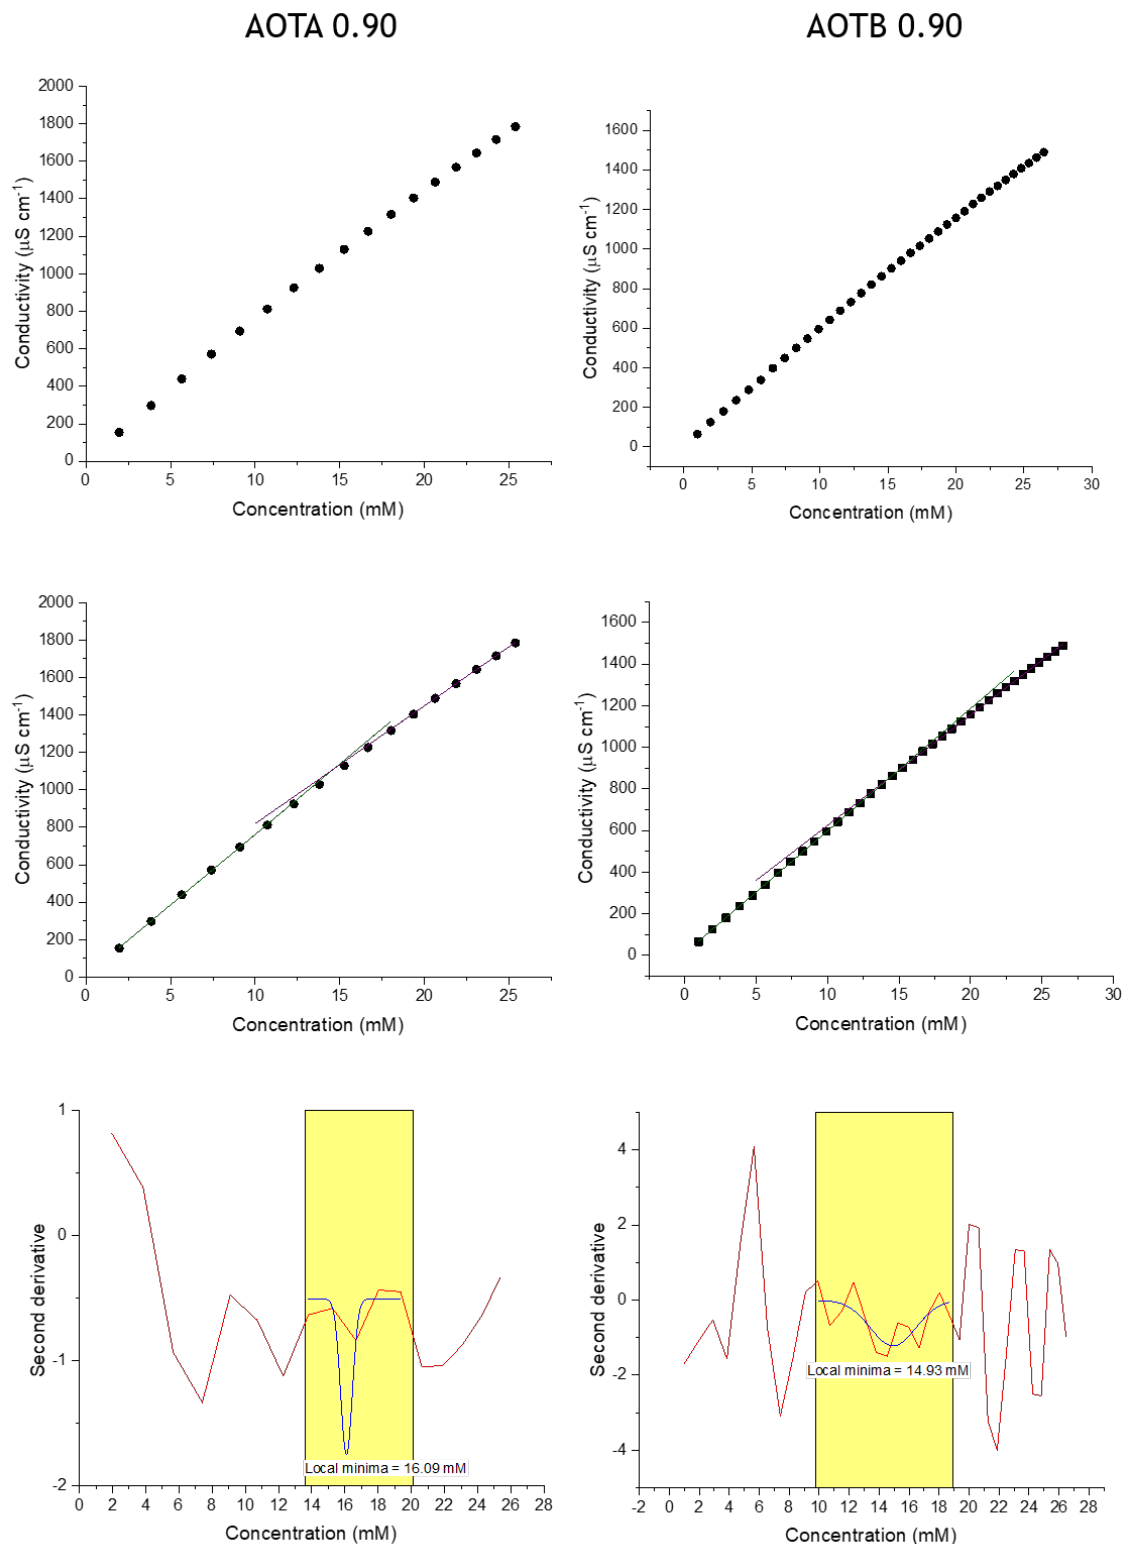 AOTA 0.90
AOTB 0.90
2000
1800
1600
1400
1200
1000
800
600
400
200
0
Conductivity (μS cm⁻¹)
0 5 10 15 20 25
Concentration (mM)
1600
1400
1200
1000
800
600
400
200
0
Conductivity (μS cm⁻¹)
0 5 10 15 20 25 30
Concentration (mM)
2000
1800
1600
1400
1200
1000
800
600
400
200
0
Conductivity (μS cm⁻¹)
0 5 10 15 20 25
Concentration (mM)
1600
1400
1200
1000
800
600
400
200
0
Conductivity (μS cm⁻¹)
0 5 10 15 20 25 30
Concentration (mM)
1
0
-1
-2
Second derivative
Local minima = 16.09 mM
0 2 4 6 8 10 12 14 16 18 20 22 24 26 28
Concentration (mM)
4
2
0
-2
-4
Second derivative
Local minima = 14.93 mM
-2 0 2 4 6 8 10 12 14 16 18 20 22 24 26 28
Concentration (mM)